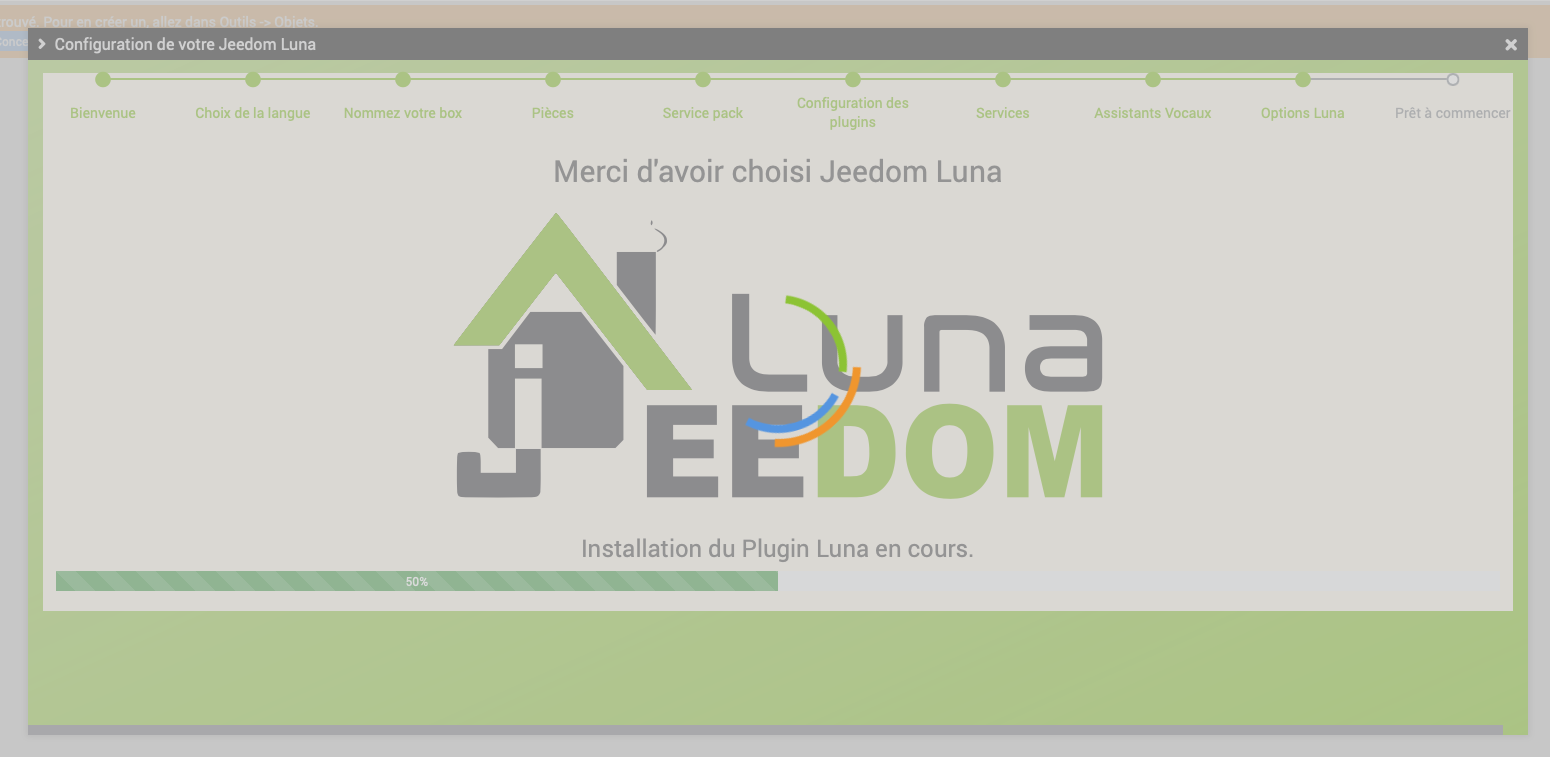 rouvé. Pour en créer un, allez dans Outils -> Objets.
Conce
Configuration de votre Jeedom Luna
Bienvenue
Choix de la langue
Nommez votre box
Pièces
Service pack
Configuration des
plugins
Services
Assistants Vocaux
Options Luna
Prêt à commencer
Merci d'avoir choisi Jeedom Luna
Luna
JEEDOM
Installation du Plugin Luna en cours.
50%